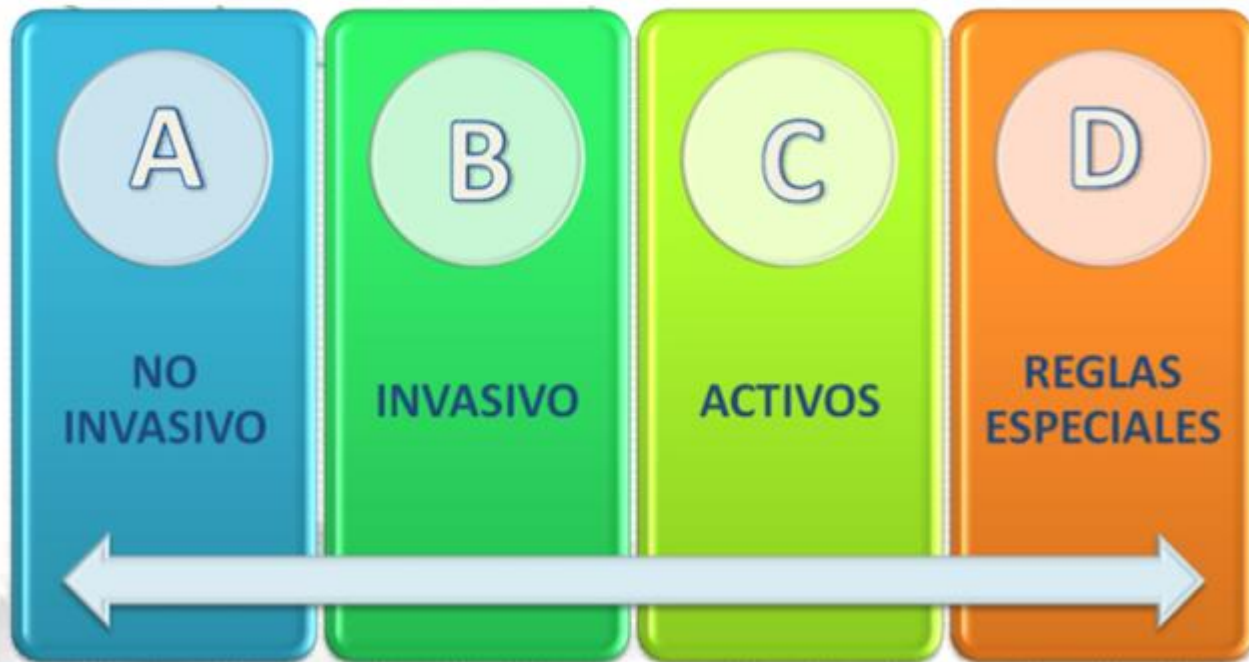 A
NO
INVASIVO
B
INVASIVO
C
ACTIVOS
D
REGLAS
ESPECIALES